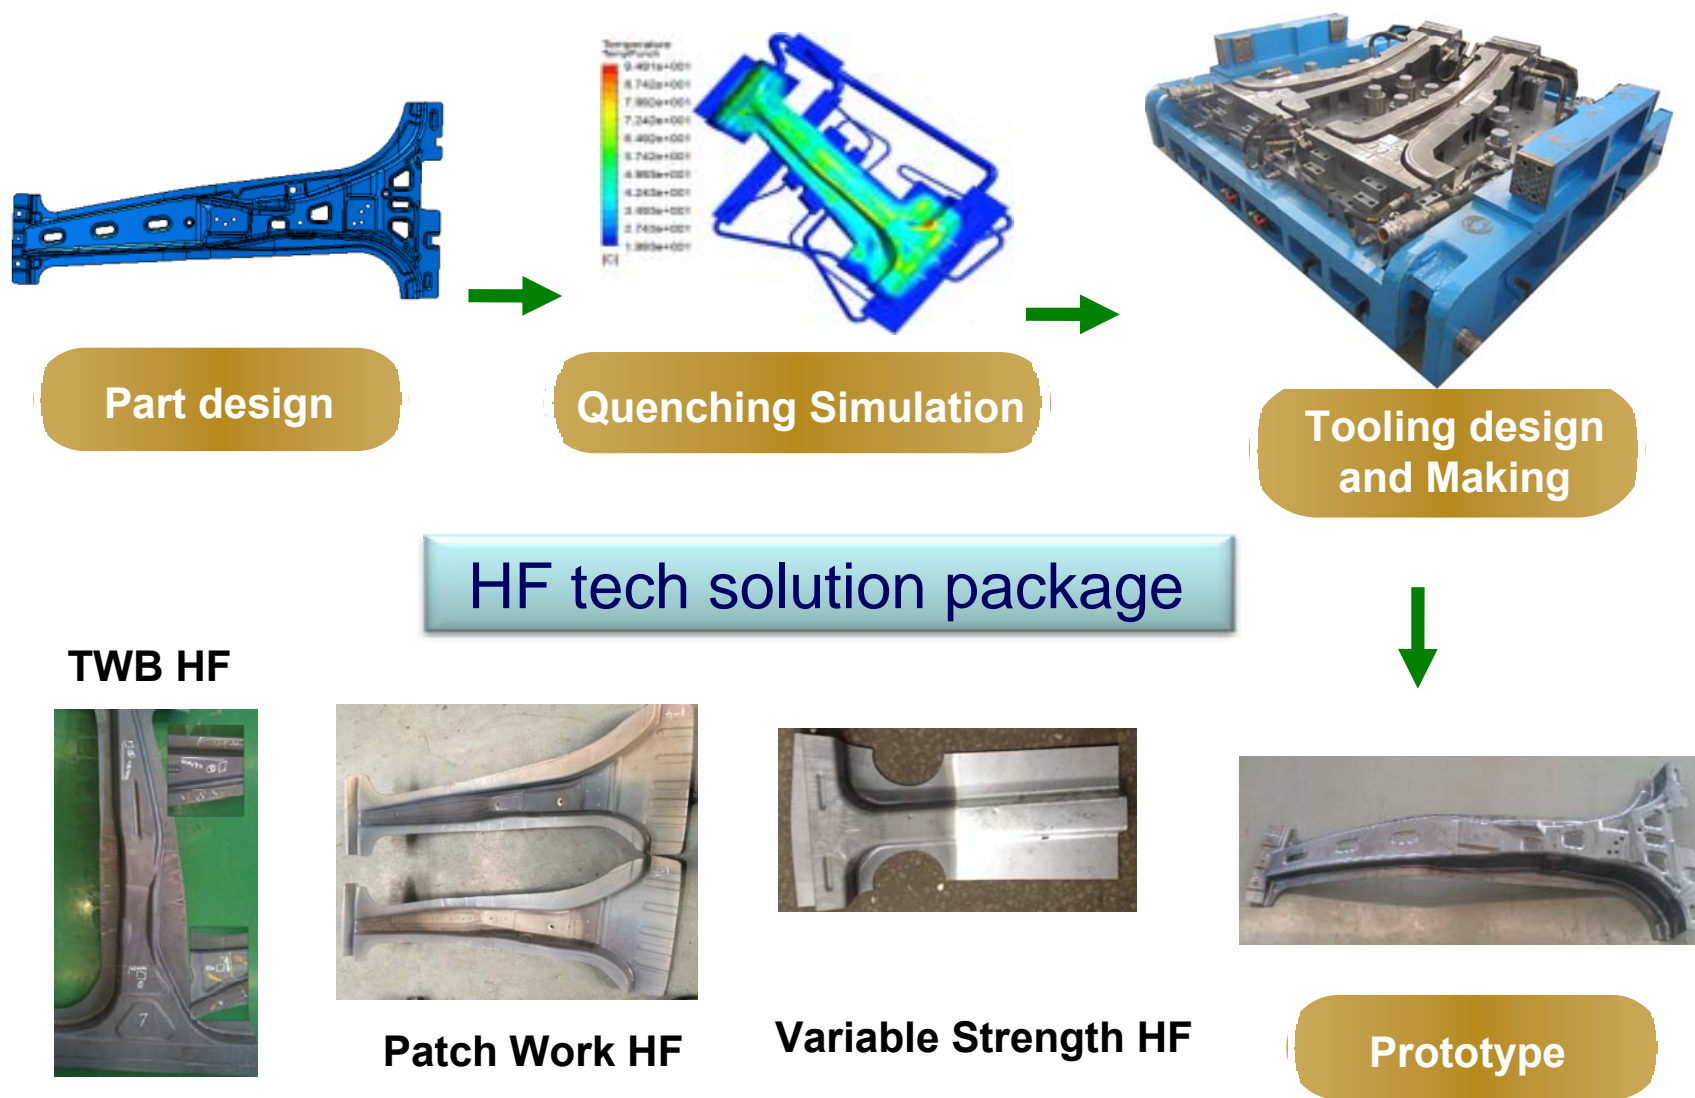 Temperature
Part design
Quenching Simulation
Tooling design
and Making
HF tech solution package
TWB HF
Patch Work HF
Variable Strength HF
Prototype